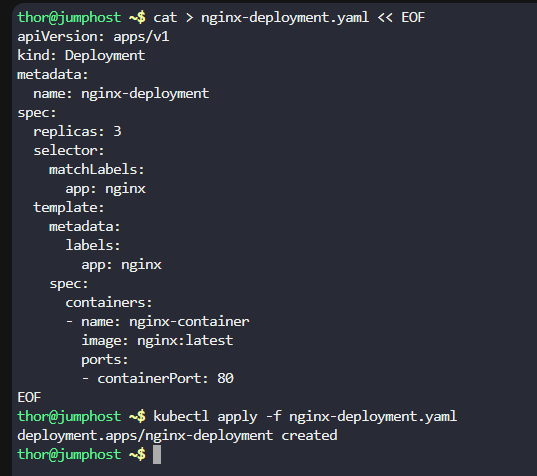 thor@jumphost ~$ cat > nginx-deployment.yaml << EOF
apiVersion: apps/v1
kind: Deployment
metadata:
  name: nginx-deployment
spec:
  replicas: 3
  selector:
    matchLabels:
      app: nginx
  template:
    metadata:
      labels:
        app: nginx
    spec:
      containers:
      - name: nginx-container
        image: nginx:latest
        ports:
        - containerPort: 80
EOF
thor@jumphost ~$ kubectl apply -f nginx-deployment.yaml
deployment.apps/nginx-deployment created
thor@jumphost ~$